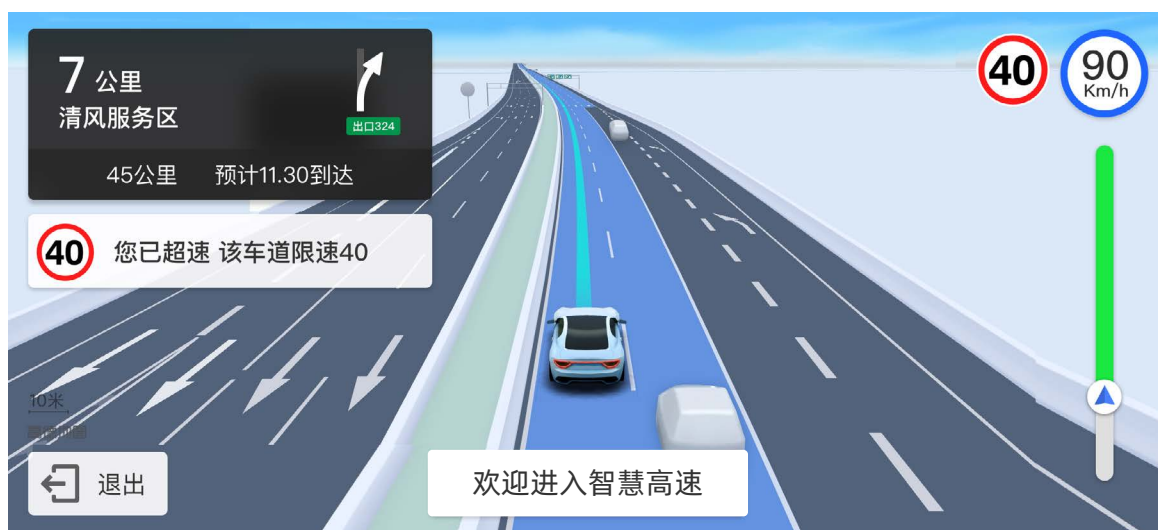 7 公里
清风服务区
出口324
45公里 预计11.30到达
40 您已超速 该车道限速40
40
90
Km/h
10米
退出
欢迎进入智慧高速